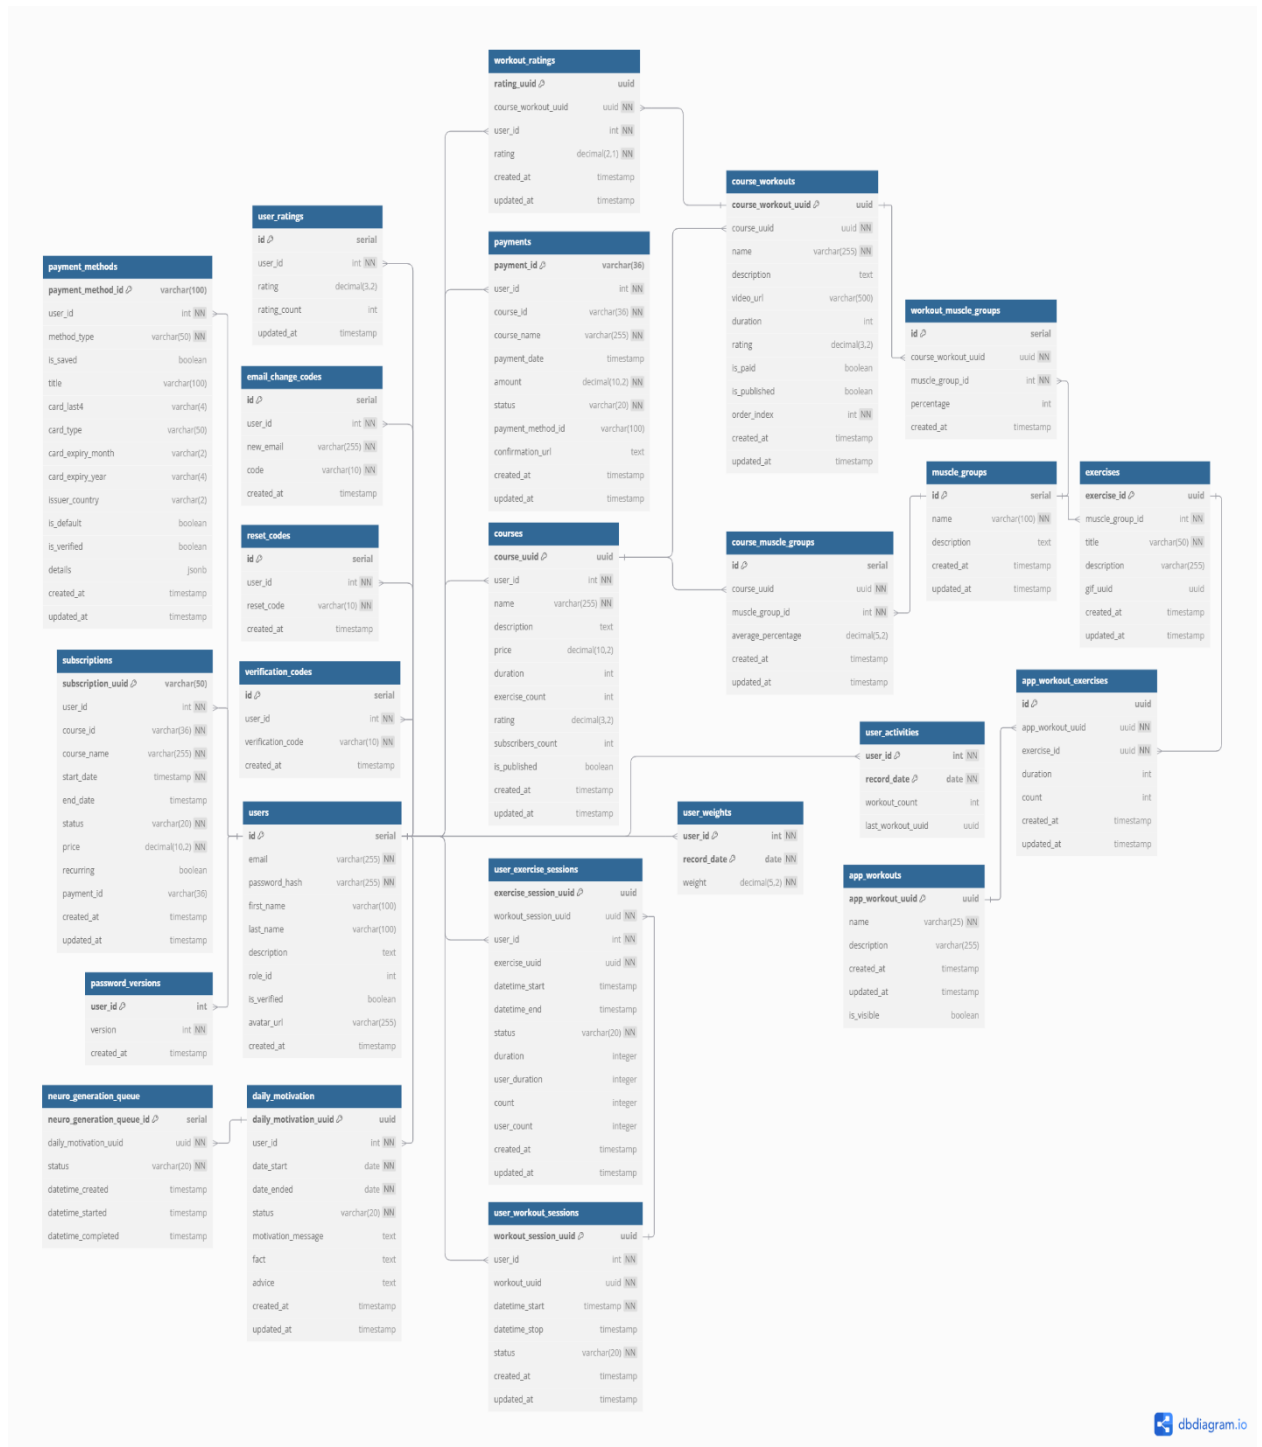 workout_ratings
rating_uuid uuid
course_workout_uuid uuid NN
user_id int NN
rating decimal(2,1) NN
created_at timestamp
updated_at timestamp
course_workouts
course_workout_uuid uuid
course_uuid uuid NN
name varchar(255) NN
description text
video_url varchar(500)
duration int
rating decimal(3,2)
is_paid boolean
is_published boolean
order_index int NN
created_at timestamp
updated_at timestamp
user_ratings
id serial
user_id int NN
rating decimal(3,2)
rating_count int
updated_at timestamp
payments
payment_id varchar(36)
user_id int NN
course_id varchar(36) NN
course_name varchar(255) NN
payment_date timestamp
amount decimal(10,2) NN
status varchar(20) NN
payment_method_id varchar(100)
confirmation_url text
created_at timestamp
updated_at timestamp
payment_methods
payment_method_id varchar(100)
user_id int NN
method_type varchar(50) NN
is_saved boolean
title varchar(100)
card_last4 varchar(4)
card_type varchar(50)
card_expiry_month varchar(2)
card_expiry_year varchar(4)
issuer_country varchar(2)
is_default boolean
is_verified boolean
details jsonb
created_at timestamp
updated_at timestamp
workout_muscle_groups
id serial
course_workout_uuid uuid NN
muscle_group_id int NN
percentage int
created_at timestamp
email_change_codes
id serial
user_id int NN
new_email varchar(255) NN
code varchar(10) NN
created_at timestamp
muscle_groups
id serial
name varchar(100) NN
description text
created_at timestamp
updated_at timestamp
exercises
exercise_id uuid
muscle_group_id int NN
title varchar(50) NN
description varchar(255)
gif_uuid uuid
created_at timestamp
updated_at timestamp
reset_codes
id serial
user_id int NN
reset_code varchar(10) NN
created_at timestamp
courses
course_uuid uuid
user_id int NN
name varchar(255) NN
description text
price decimal(10,2)
duration int
exercise_count int
rating decimal(3,2)
subscribers_count int
is_published boolean
created_at timestamp
updated_at timestamp
course_muscle_groups
id serial
course_uuid uuid NN
muscle_group_id int NN
average_percentage decimal(5,2)
created_at timestamp
updated_at timestamp
subscriptions
subscription_uuid varchar(50)
user_id int NN
course_id varchar(36) NN
course_name varchar(255) NN
start_date timestamp NN
end_date timestamp
status varchar(20) NN
price decimal(10,2) NN
recurring boolean
payment_id varchar(36)
created_at timestamp
updated_at timestamp
verification_codes
id serial
user_id int NN
verification_code varchar(10) NN
created_at timestamp
app_workout_exercises
id uuid
app_workout_uuid uuid NN
exercise_id uuid NN
duration int
count int
created_at timestamp
updated_at timestamp
user_activities
user_id int NN
record_date date NN
workout_count int
last_workout_uuid uuid
users
id serial
email varchar(255) NN
password_hash varchar(255) NN
first_name varchar(100)
last_name varchar(100)
description text
role_id int
is_verified boolean
avatar_url varchar(255)
created_at timestamp
user_weights
user_id int NN
record_date date NN
weight decimal(5,2) NN
user_exercise_sessions
exercise_session_uuid uuid
workout_session_uuid uuid NN
user_id int NN
exercise_uuid uuid NN
datetime_start timestamp
datetime_end timestamp
status varchar(20) NN
duration integer
user_duration integer
count integer
user_count integer
created_at timestamp
updated_at timestamp
app_workouts
app_workout_uuid uuid
name varchar(25) NN
description varchar(255)
created_at timestamp
updated_at timestamp
is_visible boolean
password_versions
user_id int
version int NN
created_at timestamp
neuro_generation_queue
neuro_generation_queue_id serial
daily_motivation_uuid uuid NN
status varchar(20) NN
datetime_created timestamp
datetime_started timestamp
datetime_completed timestamp
daily_motivation
daily_motivation_uuid uuid
user_id int NN
date_start date NN
date_ended date NN
status varchar(20) NN
motivation_message text
fact text
advice text
created_at timestamp
updated_at timestamp
user_workout_sessions
workout_session_uuid uuid
user_id int NN
workout_uuid uuid NN
datetime_start timestamp NN
datetime_stop timestamp
status varchar(20) NN
created_at timestamp
updated_at timestamp
dbdiagram.io